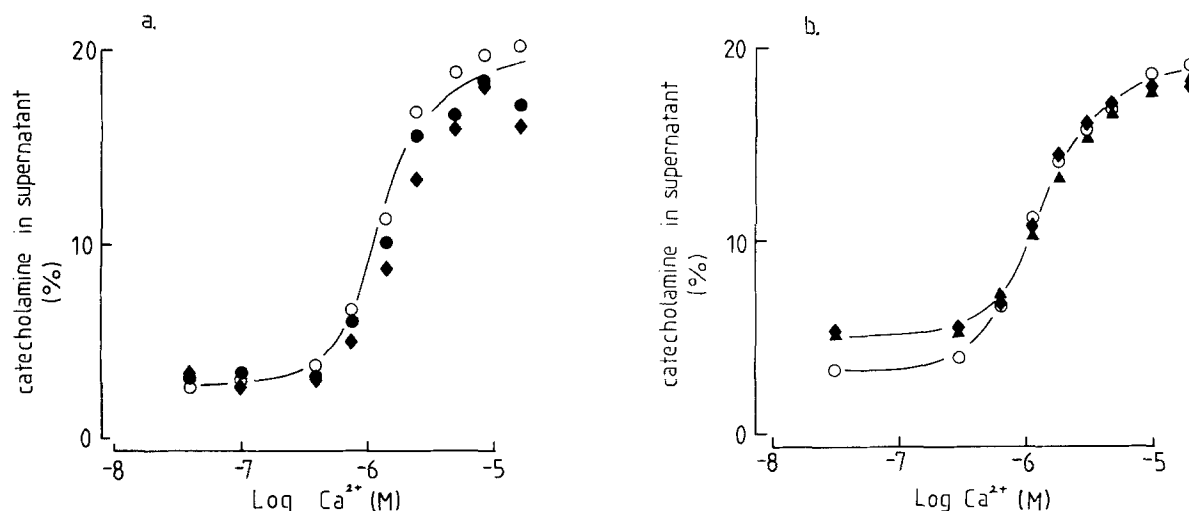 a.
20
10
0
catecholamine in supernatant
(%)
-8
-7
-6
-5
Log Ca²⁺ (M)
b.
20
10
0
catecholamine in supernatant
(%)
-8
-7
-6
-5
Log Ca²⁺ (M)